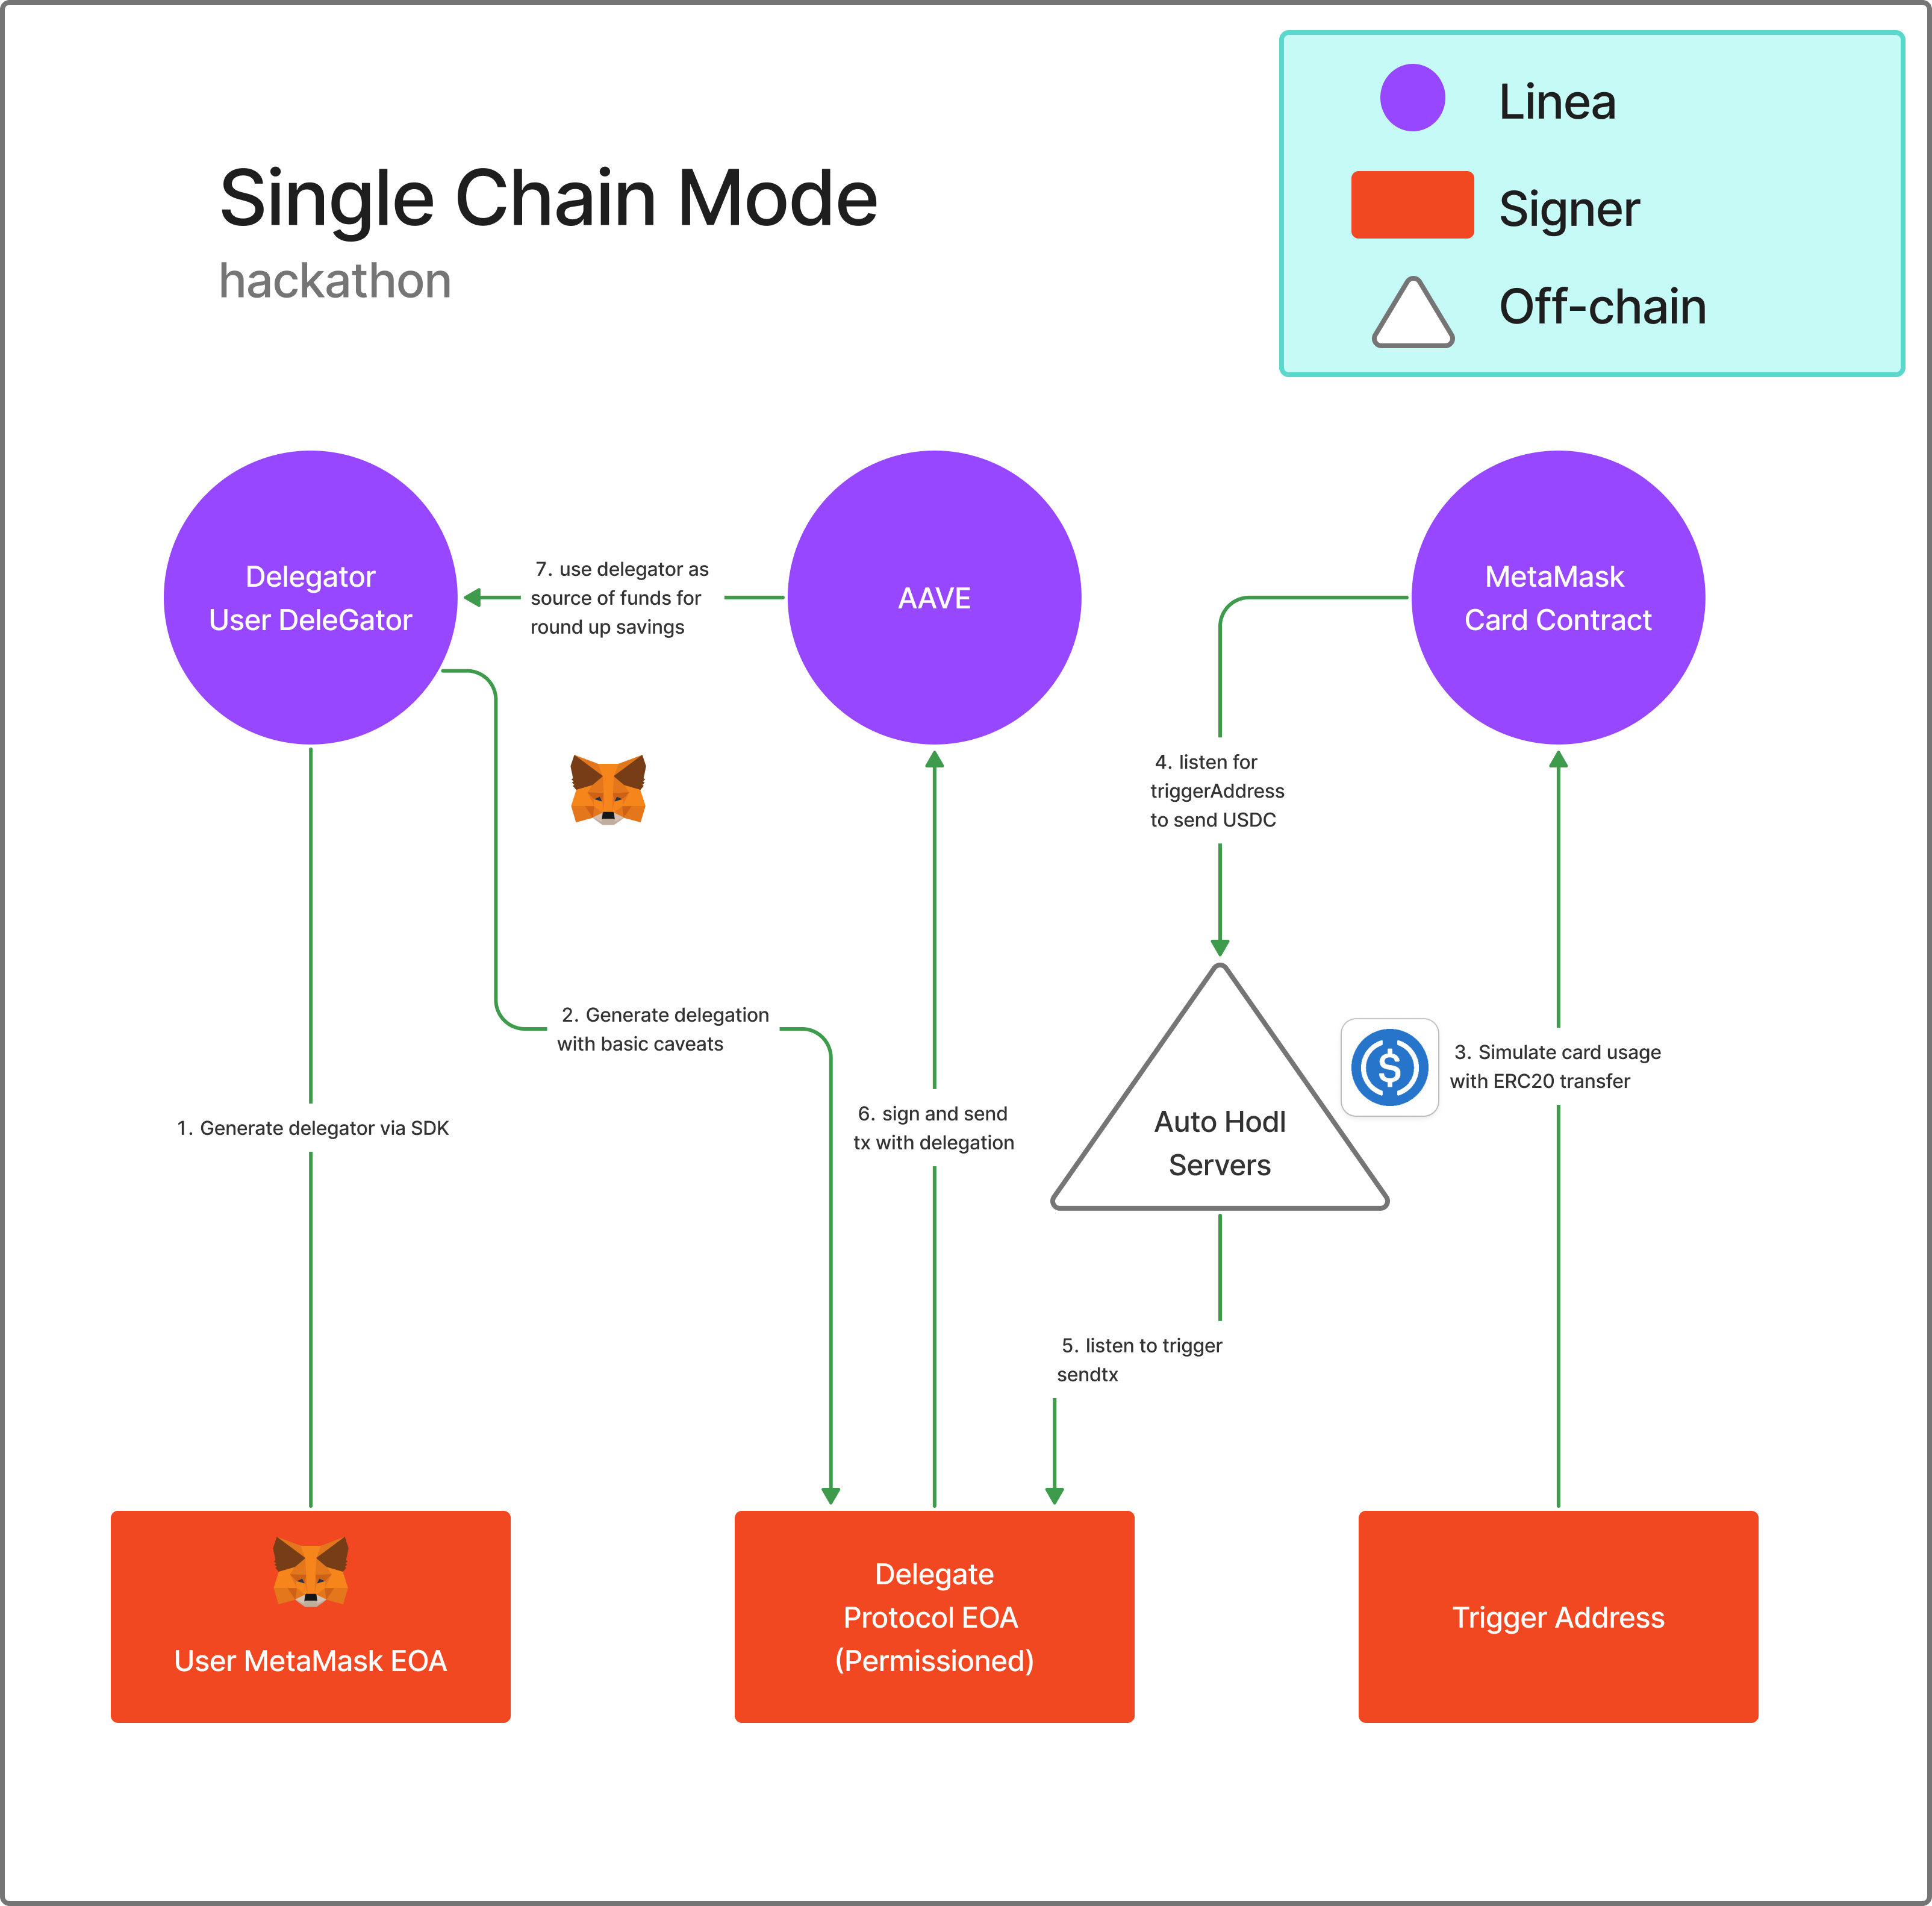 Single Chain Mode
hackathon
Linea
Signer
Off-chain
Delegator
User DeleGator
7. use delegator as
source of funds for
round up savings
AAVE
MetaMask
Card Contract
4. listen for
triggerAddress
to send USDC
2. Generate delegation
with basic caveats
3. Simulate card usage
with ERC20 transfer
1. Generate delegator via SDK
6. sign and send
tx with delegation
Auto Hodl
Servers
5. listen to trigger
sendtx
User MetaMask EOA
Delegate
Protocol EOA
(Permissioned)
Trigger Address